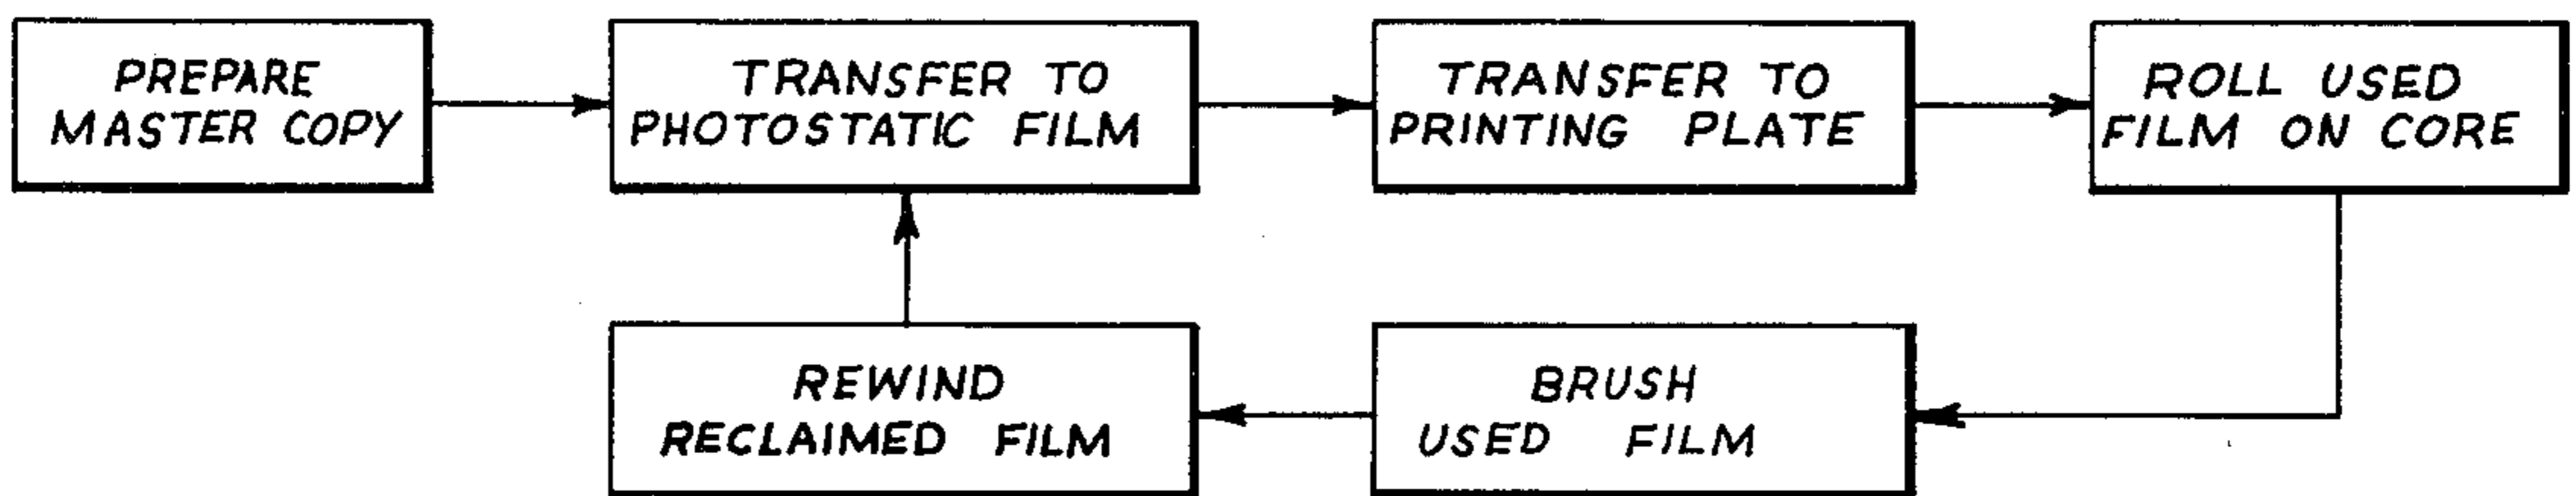 PREPARE
MASTER COPY
TRANSFER TO
PHOTOSTATIC FILM
TRANSFER TO
PRINTING PLATE
ROLL USED
FILM ON CORE
BRUSH
USED FILM
REWIND
RECLAIMED FILM